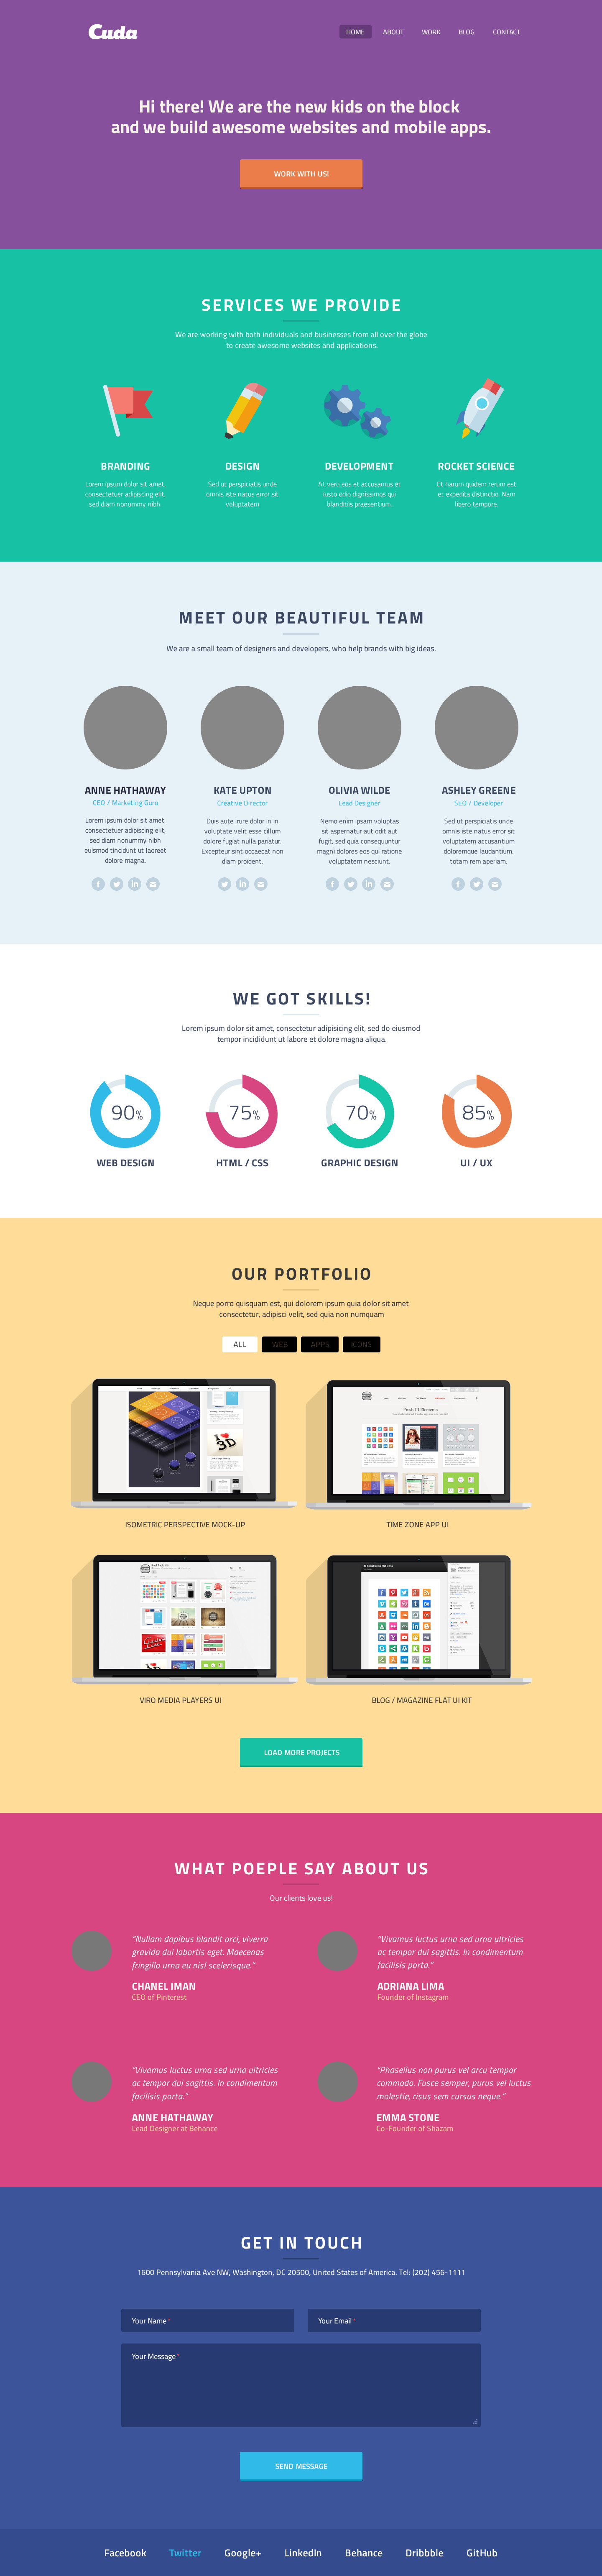 Cuda
HOME ABOUT WORK BLOG CONTACT
Hi there! We are the new kids on the block
and we build awesome websites and mobile apps.
WORK WITH US!
SERVICES WE PROVIDE
We are working with both individuals and businesses from all over the globe
to create awesome websites and applications.
BRANDING
Lorem ipsum dolor sit amet,
consectetuer adipiscing elit,
sed diam nonummy nibh.
DESIGN
Sed ut perspiciatis unde
omnis iste natus error sit
voluptatem
DEVELOPMENT
At vero eos et accusamus et
iusto odio dignissimos qui
blanditiis praesentium.
ROCKET SCIENCE
Et harum quidem rerum est
et expedita distinctio. Nam
libero tempore.
MEET OUR BEAUTIFUL TEAM
We are a small team of designers and developers, who help brands with big ideas.
ANNE HATHAWAY
CEO / Marketing Guru
Lorem ipsum dolor sit amet,
consectetuer adipiscing elit,
sed diam nonummy nibh
euismod tincidunt ut laoreet
dolore magna.
KATE UPTON
Creative Director
Duis aute irure dolor in in
voluptate velit esse cillum
dolore fugiat nulla pariatur.
Excepteur sint occaecat non
diam proident.
OLIVIA WILDE
Lead Designer
Nemo enim ipsam voluptas
sit aspernatur aut odit aut
fugit, sed quia consequuntur
magni dolores eos qui ratione
voluptatem nesciunt.
ASHLEY GREENE
SEO / Developer
Sed ut perspiciatis unde
omnis iste natus error sit
voluptatem accusantium
doloremque laudantium,
totam rem aperiam.
WE GOT SKILLS!
Lorem ipsum dolor sit amet, consectetur adipisicing elit, sed do eiusmod
tempor incididunt ut labore et dolore magna aliqua.
90%
WEB DESIGN
75%
HTML / CSS
70%
GRAPHIC DESIGN
85%
UI / UX
OUR PORTFOLIO
Neque porro quisquam est, qui dolorem ipsum quia dolor sit amet
consectetur, adipisci velit, sed quia non numquam
ALL WEB APPS ICONS
ISOMETRIC PERSPECTIVE MOCK-UP
Fresh UI Elements
TIME ZONE APP UI
VIRO MEDIA PLAYERS UI
BLOG / MAGAZINE FLAT UI KIT
LOAD MORE PROJECTS
WHAT POEPLE SAY ABOUT US
Our clients love us!
“Nullam dapibus blandit orci, viverra
gravida dui lobortis eget. Maecenas
fringilla urna eu nisl scelerisque.”
CHANEL IMAN
CEO of Pinterest
“Vivamus luctus urna sed urna ultricies
ac tempor dui sagittis. In condimentum
facilisis porta.”
ADRIANA LIMA
Founder of Instagram
“Vivamus luctus urna sed urna ultricies
ac tempor dui sagittis. In condimentum
facilisis porta.”
ANNE HATHAWAY
Lead Designer at Behance
“Phasellus non purus vel arcu tempor
commodo. Fusce semper, purus vel luctus
molestie, risus sem cursus neque.”
EMMA STONE
Co-Founder of Shazam
GET IN TOUCH
1600 Pennsylvania Ave NW, Washington, DC 20500, United States of America. Tel: (202) 456-1111
Your Name *
Your Email *
Your Message *
SEND MESSAGE
Facebook Twitter Google+ LinkedIn Behance Dribbble GitHub